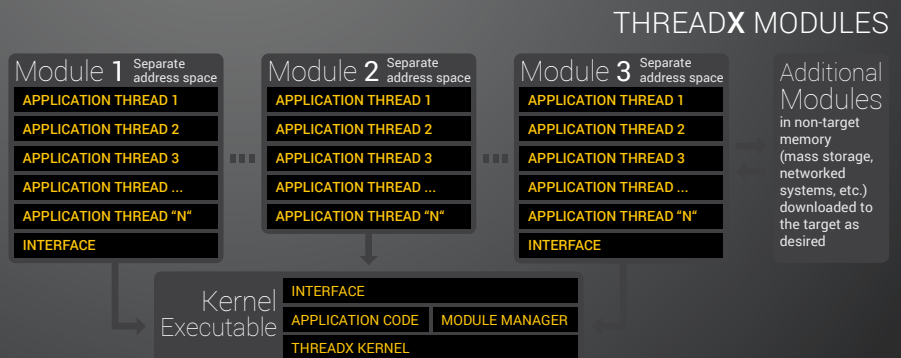 THREADX MODULES
Module 1 Separate
address space
APPLICATION THREAD 1
APPLICATION THREAD 2
APPLICATION THREAD 3
APPLICATION THREAD ...
APPLICATION THREAD “N“
INTERFACE
Module 2 Separate
address space
APPLICATION THREAD 1
APPLICATION THREAD 2
APPLICATION THREAD 3
APPLICATION THREAD ...
APPLICATION THREAD “N“
Module 3 Separate
address space
APPLICATION THREAD 1
APPLICATION THREAD 2
APPLICATION THREAD 3
APPLICATION THREAD ...
APPLICATION THREAD “N“
INTERFACE
Additional
Modules
in non-target
memory
(mass storage,
networked
systems, etc.)
downloaded to
the target as
desired
Kernel
Executable
INTERFACE
APPLICATION CODE
MODULE MANAGER
THREADX KERNEL